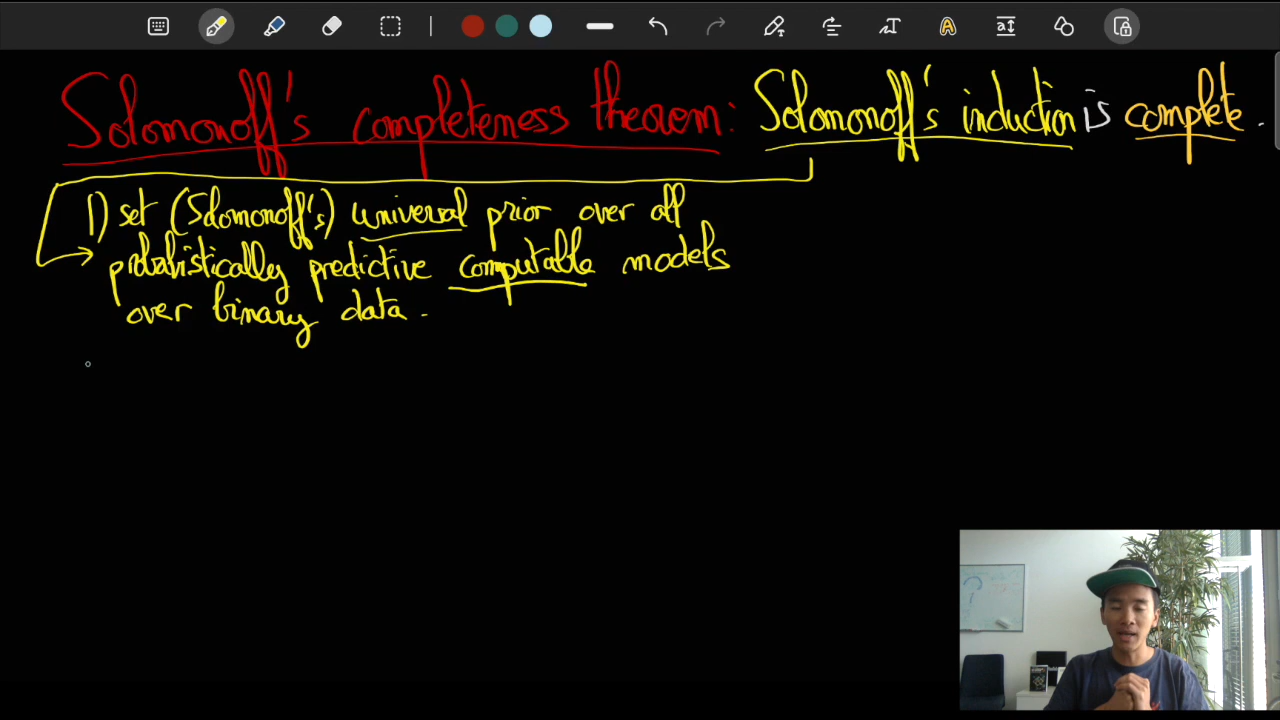 Solomonoff's completeness theorem: Solomonoff's induction is complete.
1) set (Solomonoff's) universal prior over all
probabistically predictive computable models
over binary data.